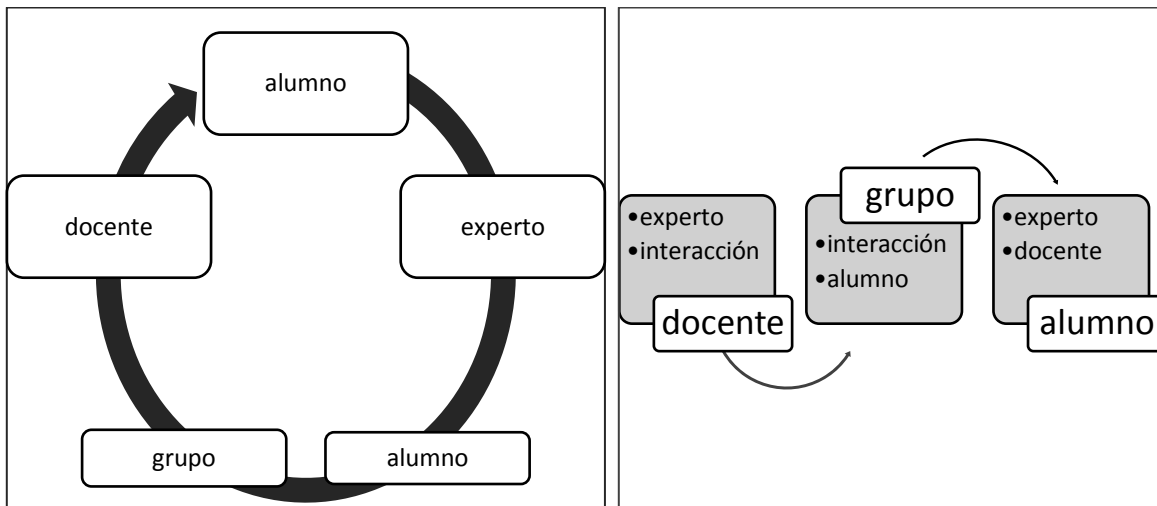 alumno
experto
alumno
grupo
docente
•experto
•interacción
docente
grupo
•interacción
•alumno
•experto
•docente
alumno